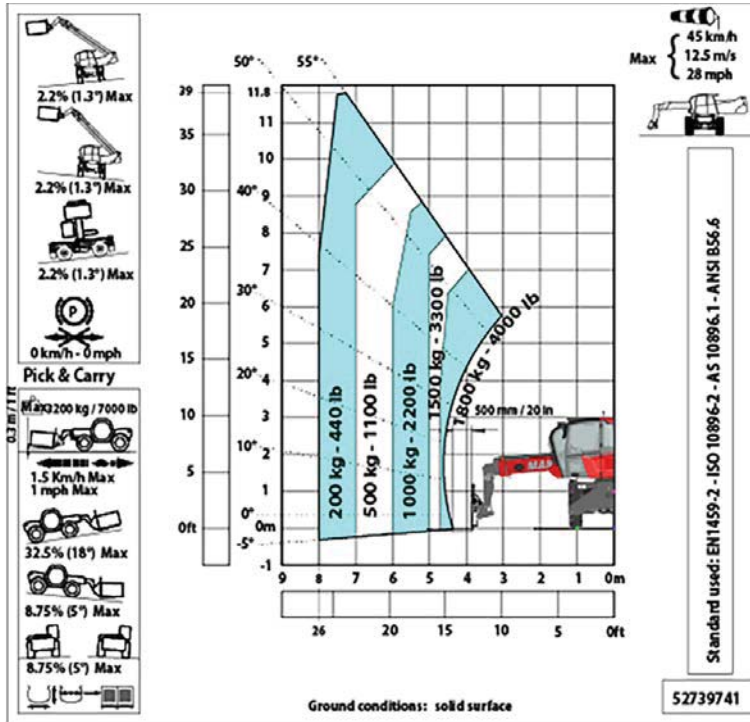 2.2% (1.3°) Max
2.2% (1.3°) Max
2.2% (1.3°) Max
P
0 km/h - 0 mph
Pick & Carry
0.3 m / 1 ft
Max 3200 kg / 7000 lb
1.5 Km/h Max
1 mph Max
32.5% (18°) Max
8.75% (5°) Max
8.75% (5°) Max
39
35
30
25
20
15
10
5
0ft
11.8
11
10
9
8
7
6
5
4
3
2
1
0m
-1
50°
55°
40°
30°
20°
10°
0°
-5°
200 kg - 440 lb
500 kg - 1100 lb
1000 kg - 2200 lb
1500 kg - 3300 lb
1800 kg - 4000 lb
500 mm / 20 in
MAN
9 8 7 6 5 4 3 2 1 0m
26 20 15 10 5 0ft
Ground conditions: solid surface
Max
45 km/h
12.5 m/s
28 mph
Standard used: EN1459-2 - ISO 10896-2 - AS 10896.1 - ANSI B56.6
52739741